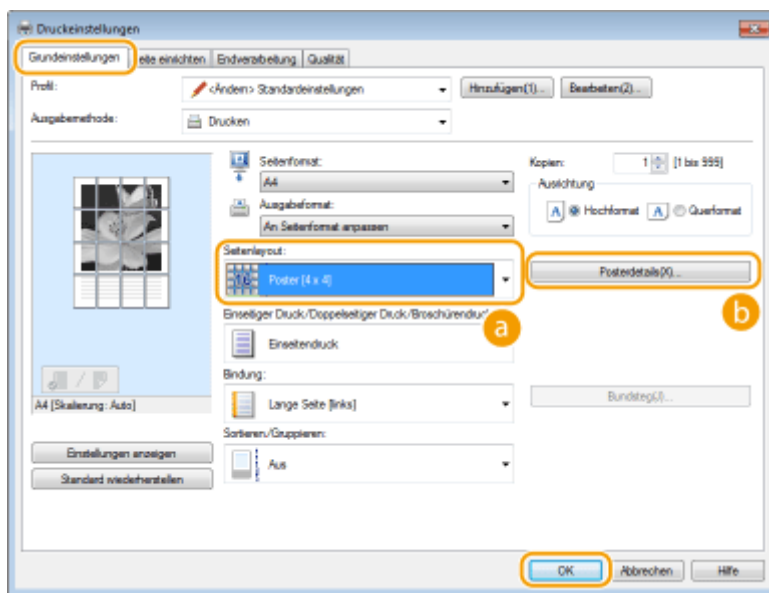 Druckeinstellungen
Grundeinstellungen Seite einrichten Endverarbeitung Qualität
Profil: <Ändern> Standardeinstellungen Hinzufügen(1)... Bearbeiten(2)...
Ausgabemethode: Drucken
Seitenformat: Kopien: 1 [1 bis 999]
A4 Ausrichtung
Ausgabeformat: A Hochformat A Querformat
An Seitenformat anpassen
Seitenlayout:
16 Poster [4 x 4] Posterdetails(X)...
a b
Einseitiger Druck/Doppelseitiger Druck/Broschürendruck
Einseitendruck
Bindung:
A4 [Skalierung: Auto] Lange Seite [links] Bundsteg(J)...
Sortieren/Gruppieren:
Einstellungen anzeigen
Aus
Standard wiederherstellen
OK Abbrechen Hilfe